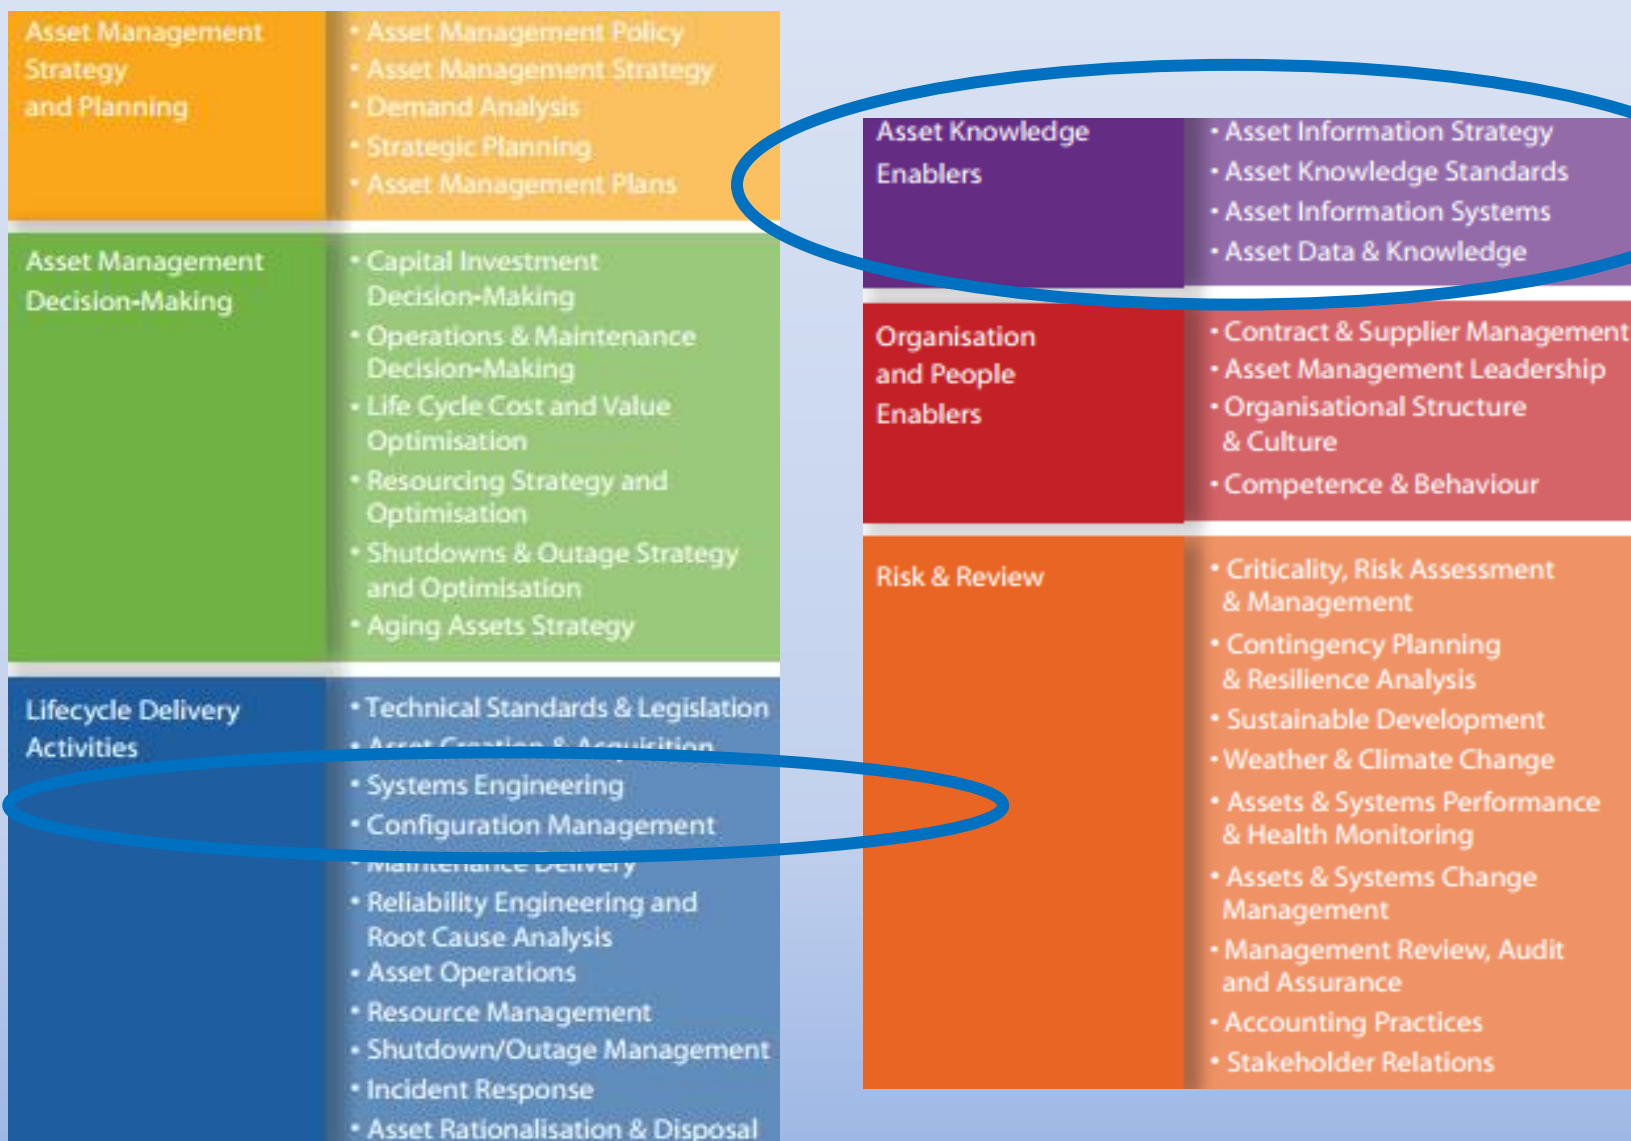 Asset Management
Strategy
and Planning
• Asset Management Policy
• Asset Management Strategy
• Demand Analysis
• Strategic Planning
• Asset Management Plans
Asset Management
Decision-Making
• Capital Investment
Decision-Making
• Operations & Maintenance
Decision-Making
• Life Cycle Cost and Value
Optimisation
• Resourcing Strategy and
Optimisation
• Shutdowns & Outage Strategy
and Optimisation
• Aging Assets Strategy
Lifecycle Delivery
Activities
• Technical Standards & Legislation
• Asset Creation & Acquisition
• Systems Engineering
• Configuration Management
• Maintenance Delivery
• Reliability Engineering and
Root Cause Analysis
• Asset Operations
• Resource Management
• Shutdown/Outage Management
• Incident Response
• Asset Rationalisation & Disposal
Asset Knowledge
Enablers
• Asset Information Strategy
• Asset Knowledge Standards
• Asset Information Systems
• Asset Data & Knowledge
Organisation
and People
Enablers
• Contract & Supplier Management
• Asset Management Leadership
• Organisational Structure
& Culture
• Competence & Behaviour
Risk & Review
• Criticality, Risk Assessment
& Management
• Contingency Planning
& Resilience Analysis
• Sustainable Development
• Weather & Climate Change
• Assets & Systems Performance
& Health Monitoring
• Assets & Systems Change
Management
• Management Review, Audit
and Assurance
• Accounting Practices
• Stakeholder Relations